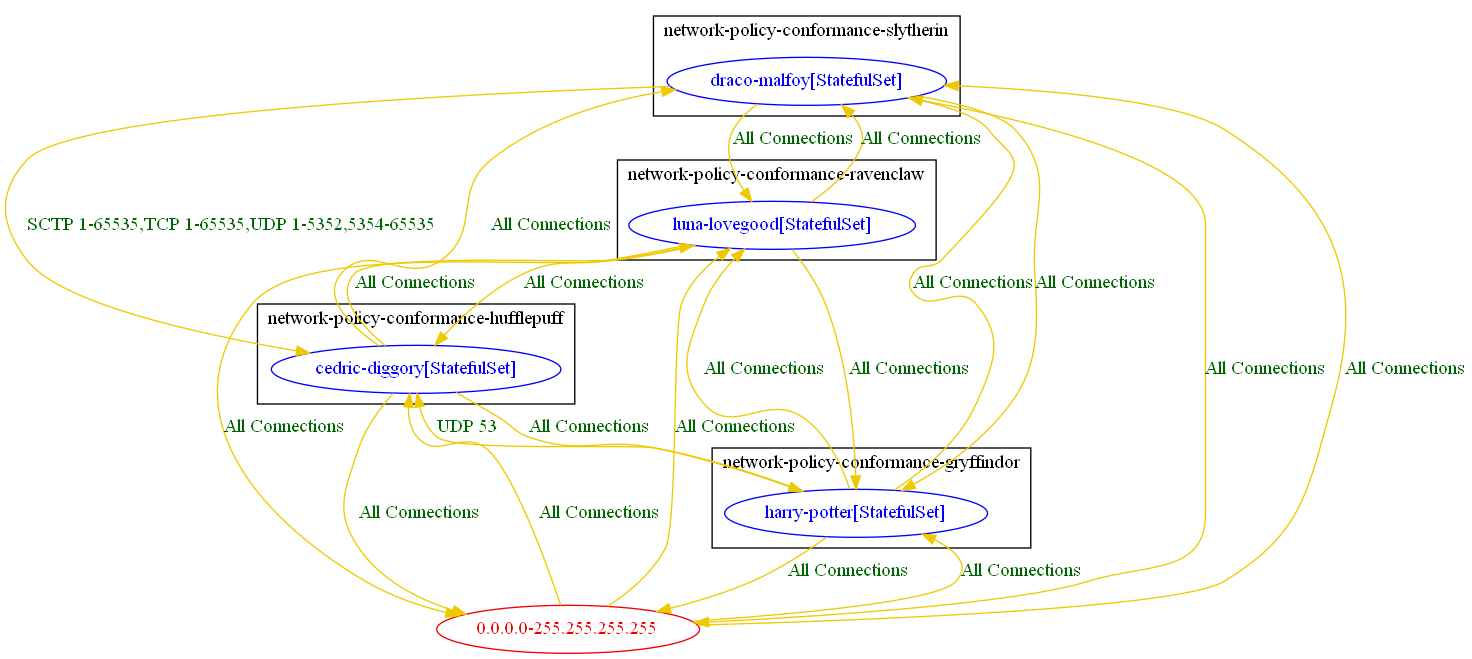 network-policy-conformance-slytherin
draco-malfoy[StatefulSet]
All Connections
All Connections
network-policy-conformance-ravenclaw
SCTP 1-65535,TCP 1-65535,UDP 1-5352,5354-65535
All Connections
luna-lovegood[StatefulSet]
All Connections
All Connections
All Connections
All Connections
network-policy-conformance-hufflepuff
cedric-diggory[StatefulSet]
All Connections
All Connections
All Connections
All Connections
All Connections
UDP 53
All Connections
All Connections
network-policy-conformance-gryffindor
All Connections
All Connections
harry-potter[StatefulSet]
All Connections
All Connections
0.0.0.0-255.255.255.255